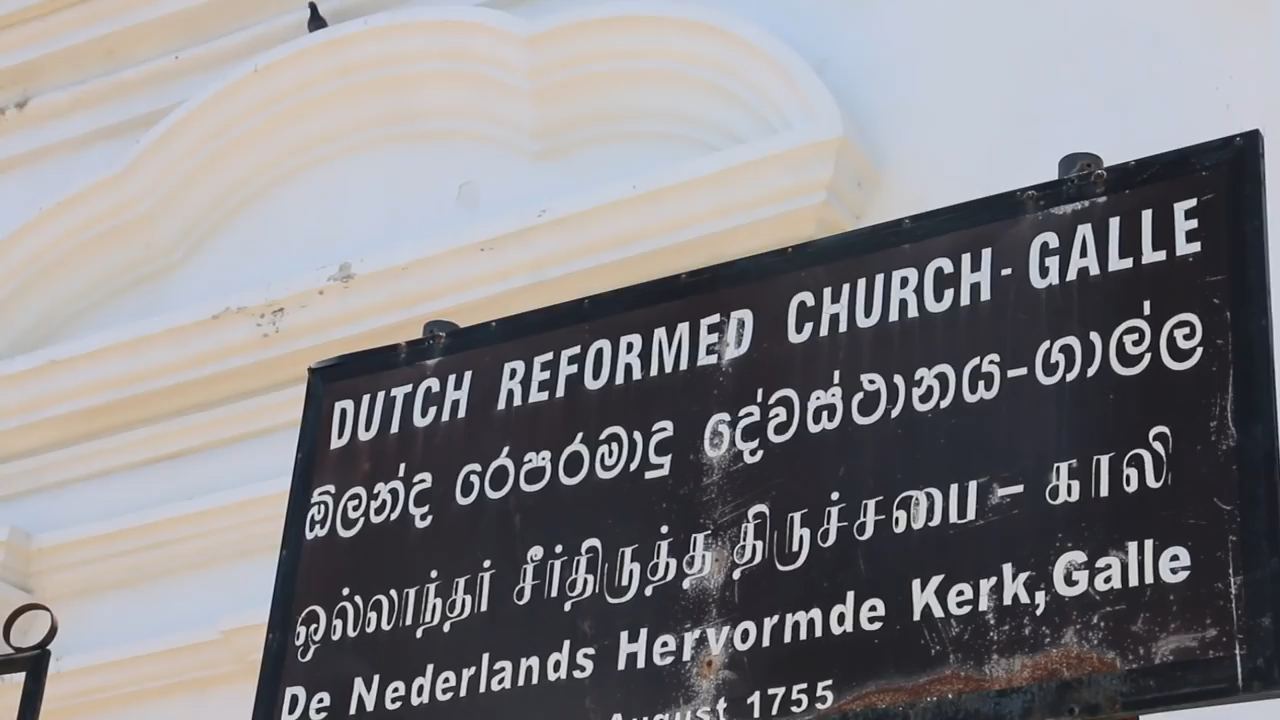 DUTCH REFORMED CHURCH - GALLE
ඕලන්ද රෙපරමාදු දේවස්ථානය-ගාල්ල
ஒல்லாந்தர் சீர்திருத்த திருச்சபை - காலி
De Nederlands Hervormde Kerk, Galle
August 1755